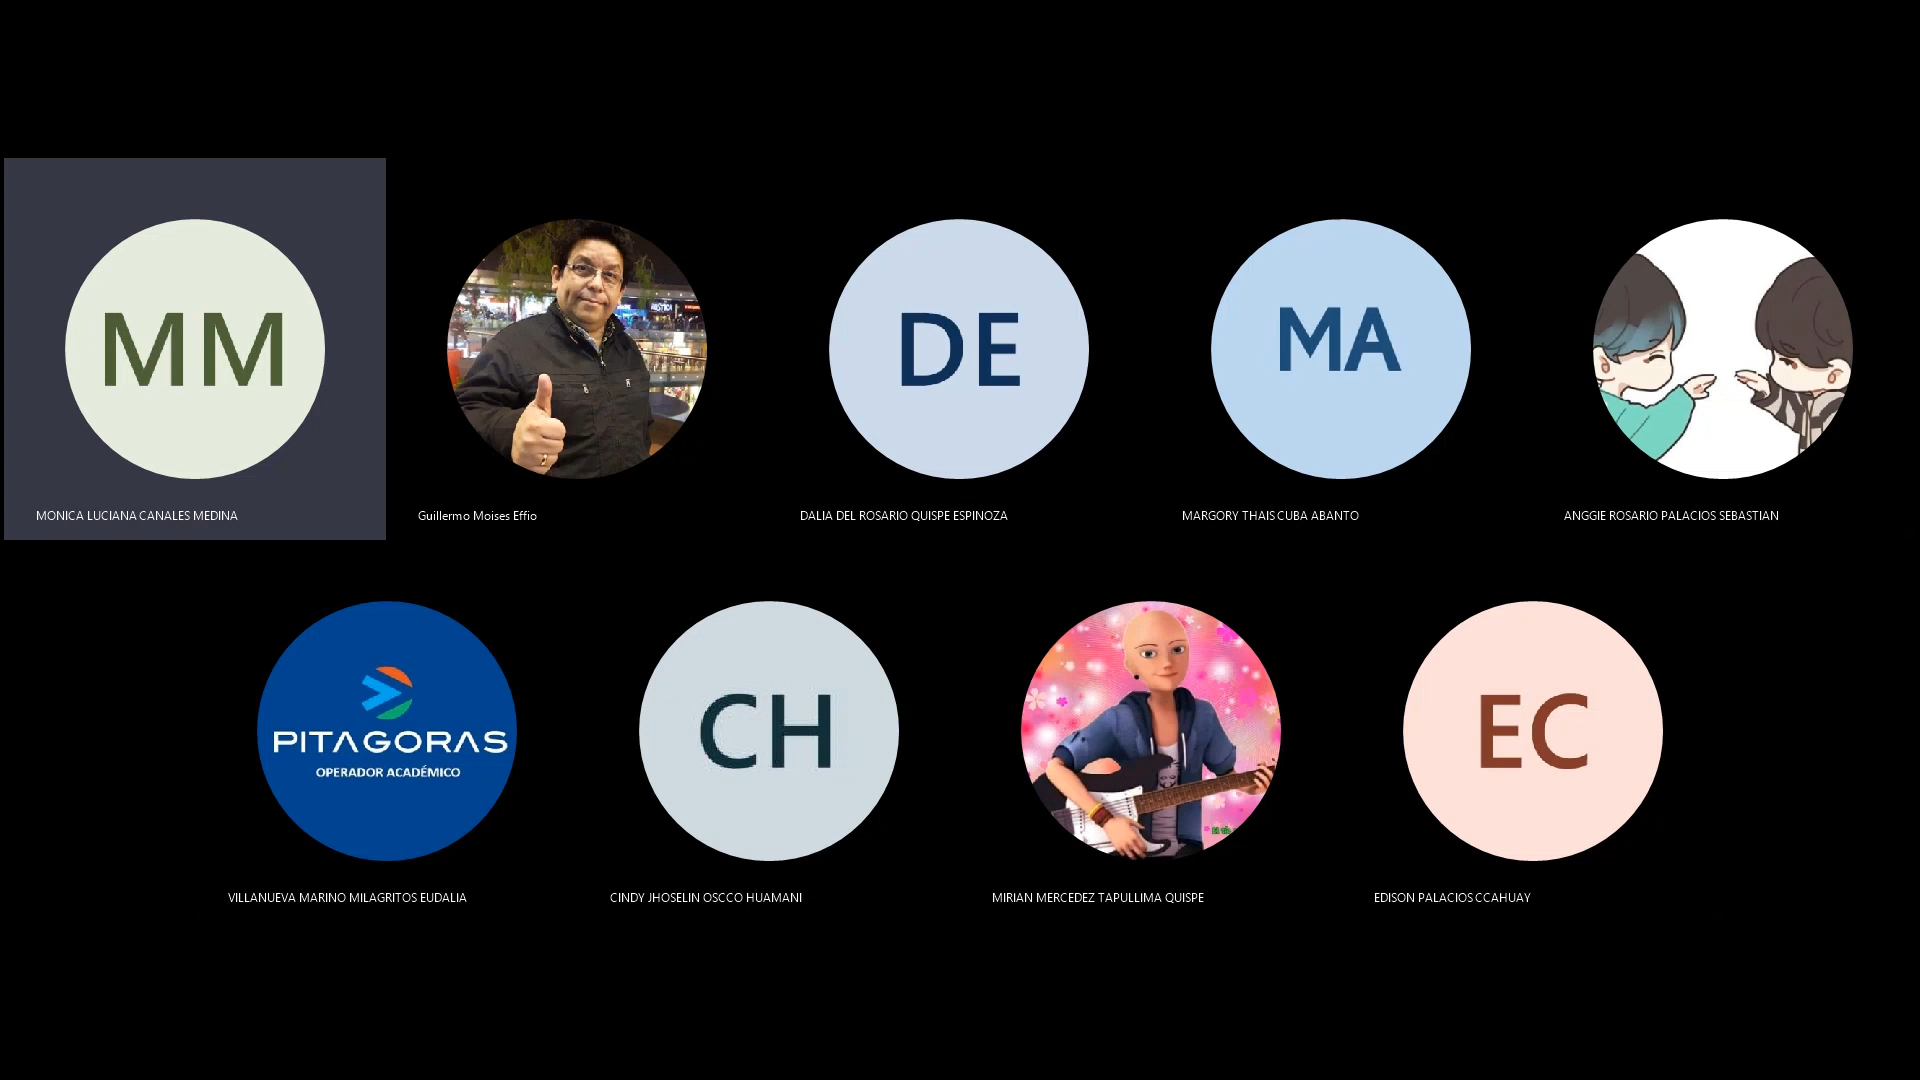 MM
MONICA LUCIANA CANALES MEDINA
Guillermo Moises Effio
DE
DALIA DEL ROSARIO QUISPE ESPINOZA
MA
MARGORY THAIS CUBA ABANTO
ANGGIE ROSARIO PALACIOS SEBASTIAN
PITAGORAS
OPERADOR ACADÉMICO
VILLANUEVA MARINO MILAGRITOS EUDALIA
CH
CINDY JHOSELIN OSCCO HUAMANI
MIRIAN MERCEDEZ TAPULLIMA QUISPE
EC
EDISON PALACIOS CCAHUAY